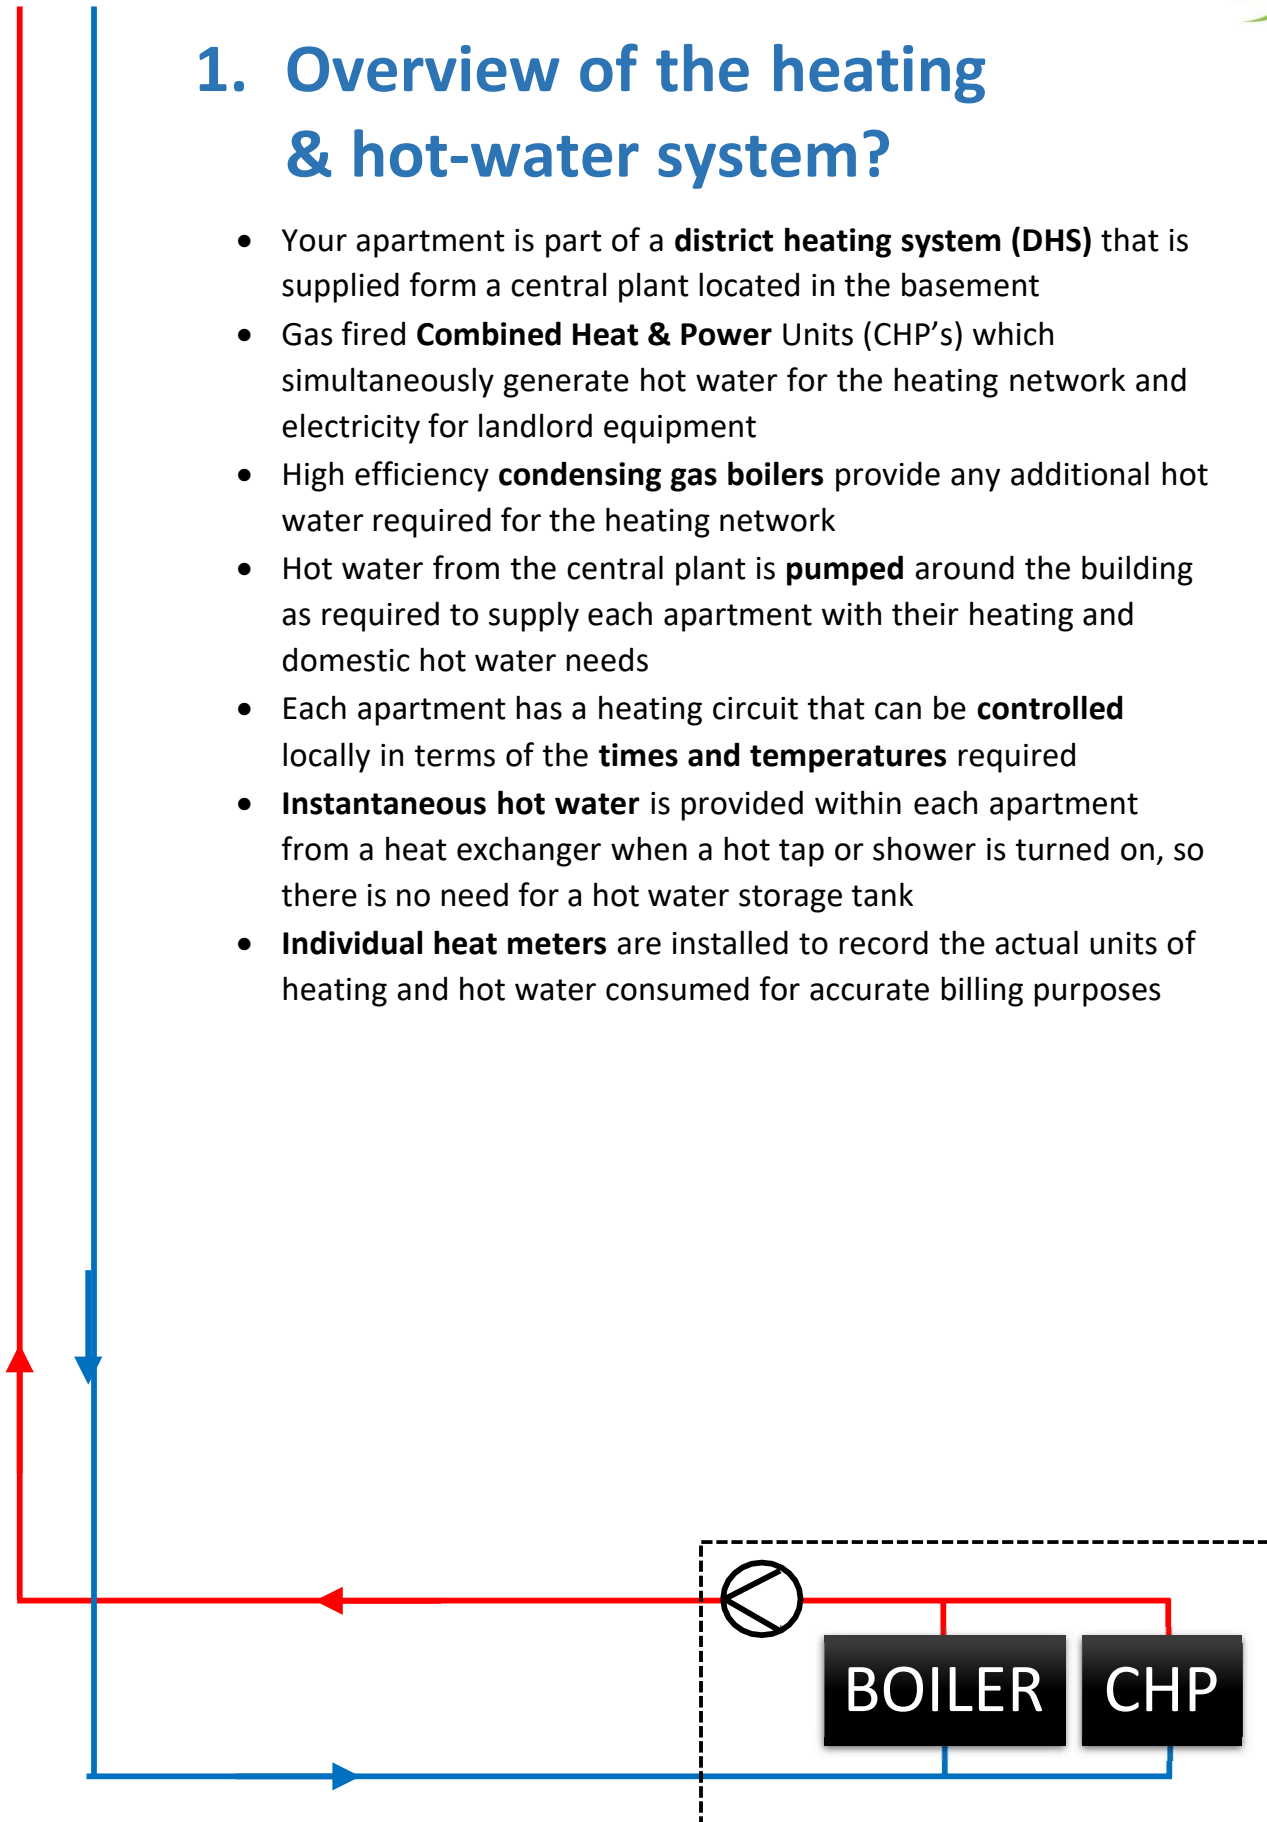 1. Overview of the heating
& hot-water system?
• Your apartment is part of a district heating system (DHS) that is
supplied form a central plant located in the basement
• Gas fired Combined Heat & Power Units (CHP’s) which
simultaneously generate hot water for the heating network and
electricity for landlord equipment
• High efficiency condensing gas boilers provide any additional hot
water required for the heating network
• Hot water from the central plant is pumped around the building
as required to supply each apartment with their heating and
domestic hot water needs
• Each apartment has a heating circuit that can be controlled
locally in terms of the times and temperatures required
• Instantaneous hot water is provided within each apartment
from a heat exchanger when a hot tap or shower is turned on, so
there is no need for a hot water storage tank
• Individual heat meters are installed to record the actual units of
heating and hot water consumed for accurate billing purposes
BOILER CHP